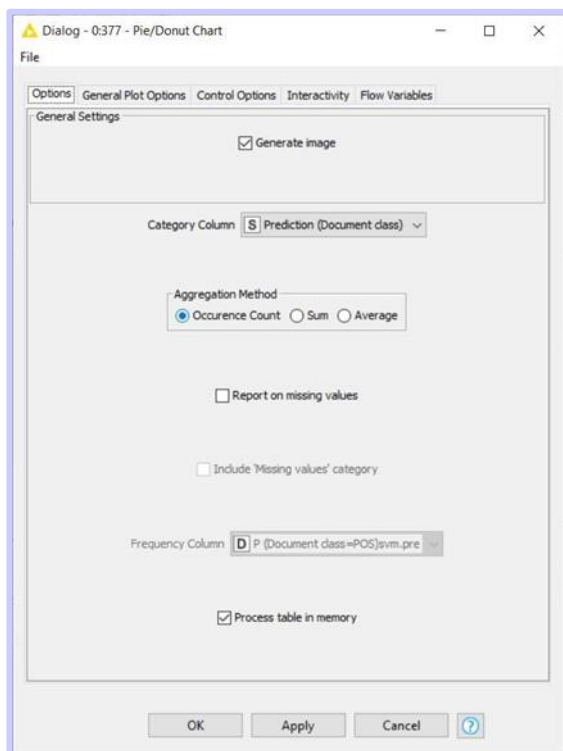 Dialog - 0:377 - Pie/Donut Chart
File
Options General Plot Options Control Options Interactivity Flow Variables
General Settings
Generate image
Category Column S Prediction (Document class)
Aggregation Method
Occurence Count Sum Average
Report on missing values
Include 'Missing values' category
Frequency Column D P (Document class=POS)svm.pre
Process table in memory
OK Apply Cancel ?